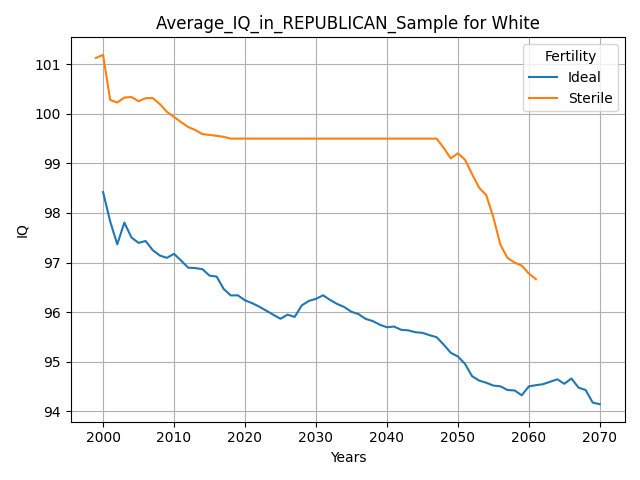 Average_IQ_in_REPUBLICAN_Sample for White
Fertility
Ideal
Sterile
IQ
101
100
99
98
97
96
95
94
2000 2010 2020 2030 2040 2050 2060 2070
Years